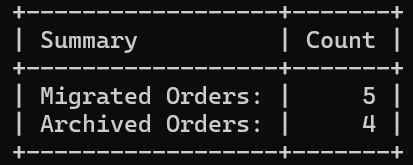 +-------------------+-------+
| Summary           | Count |
+-------------------+-------+
| Migrated Orders:  |     5 |
| Archived Orders:  |     4 |
+-------------------+-------+